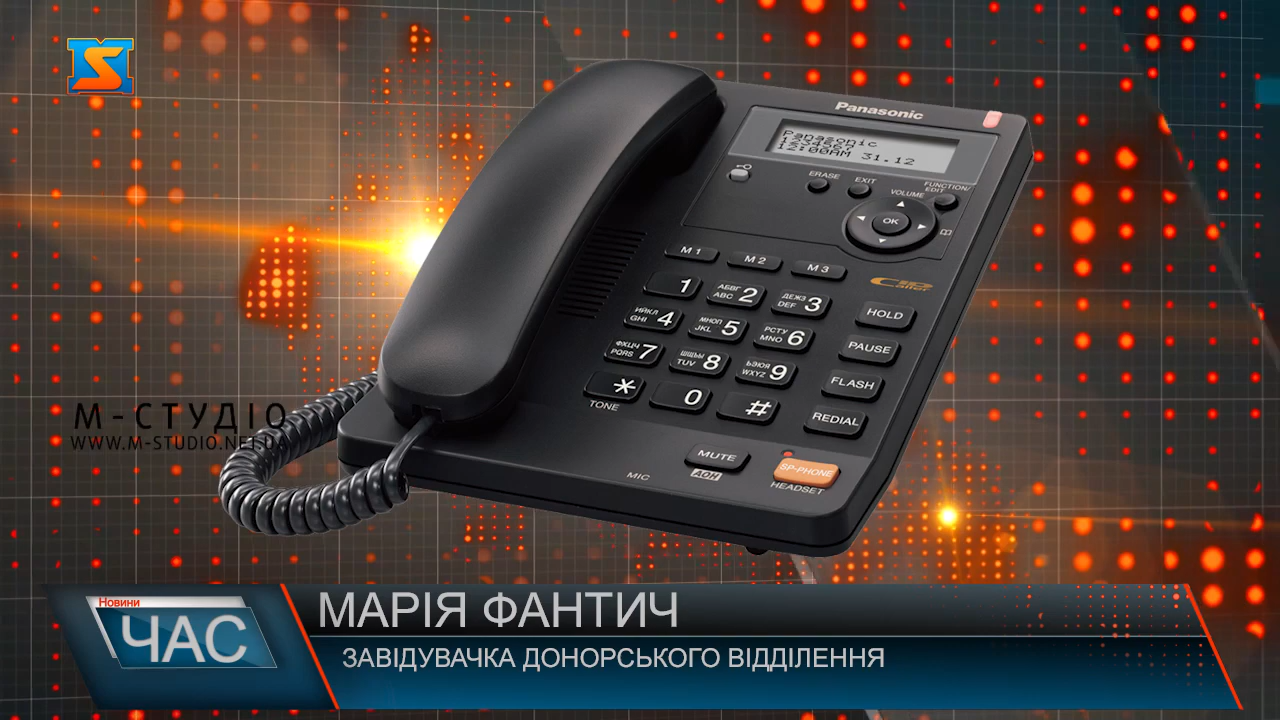 Panasonic
Panasonic
12:00AM 31.12
ERASE
EXIT
VOLUME
FUNCTION/
EDIT
OK
M 1
M 2
M 3
Caller
1
АБВГ
ABC 2
ДЕЖЗ
DEF 3
HOLD
ИЙКЛ
GHI 4
МНОП
JKL 5
РСТУ
MNO 6
PAUSE
ФХЦЧ
PQRS 7
ШЩЪЫ
TUV 8
ЬЭЮЯ
WXYZ 9
FLASH
*
0
#
TONE
REDIAL
М-СТУДІО
WWW.M-STUDIO.NET.UA
MUTE
АОН
SP-PHONE
MIC
HEADSET
Новини
ЧАС
МАРІЯ ФАНТИЧ
ЗАВІДУВАЧКА ДОНОРСЬКОГО ВІДДІЛЕННЯ